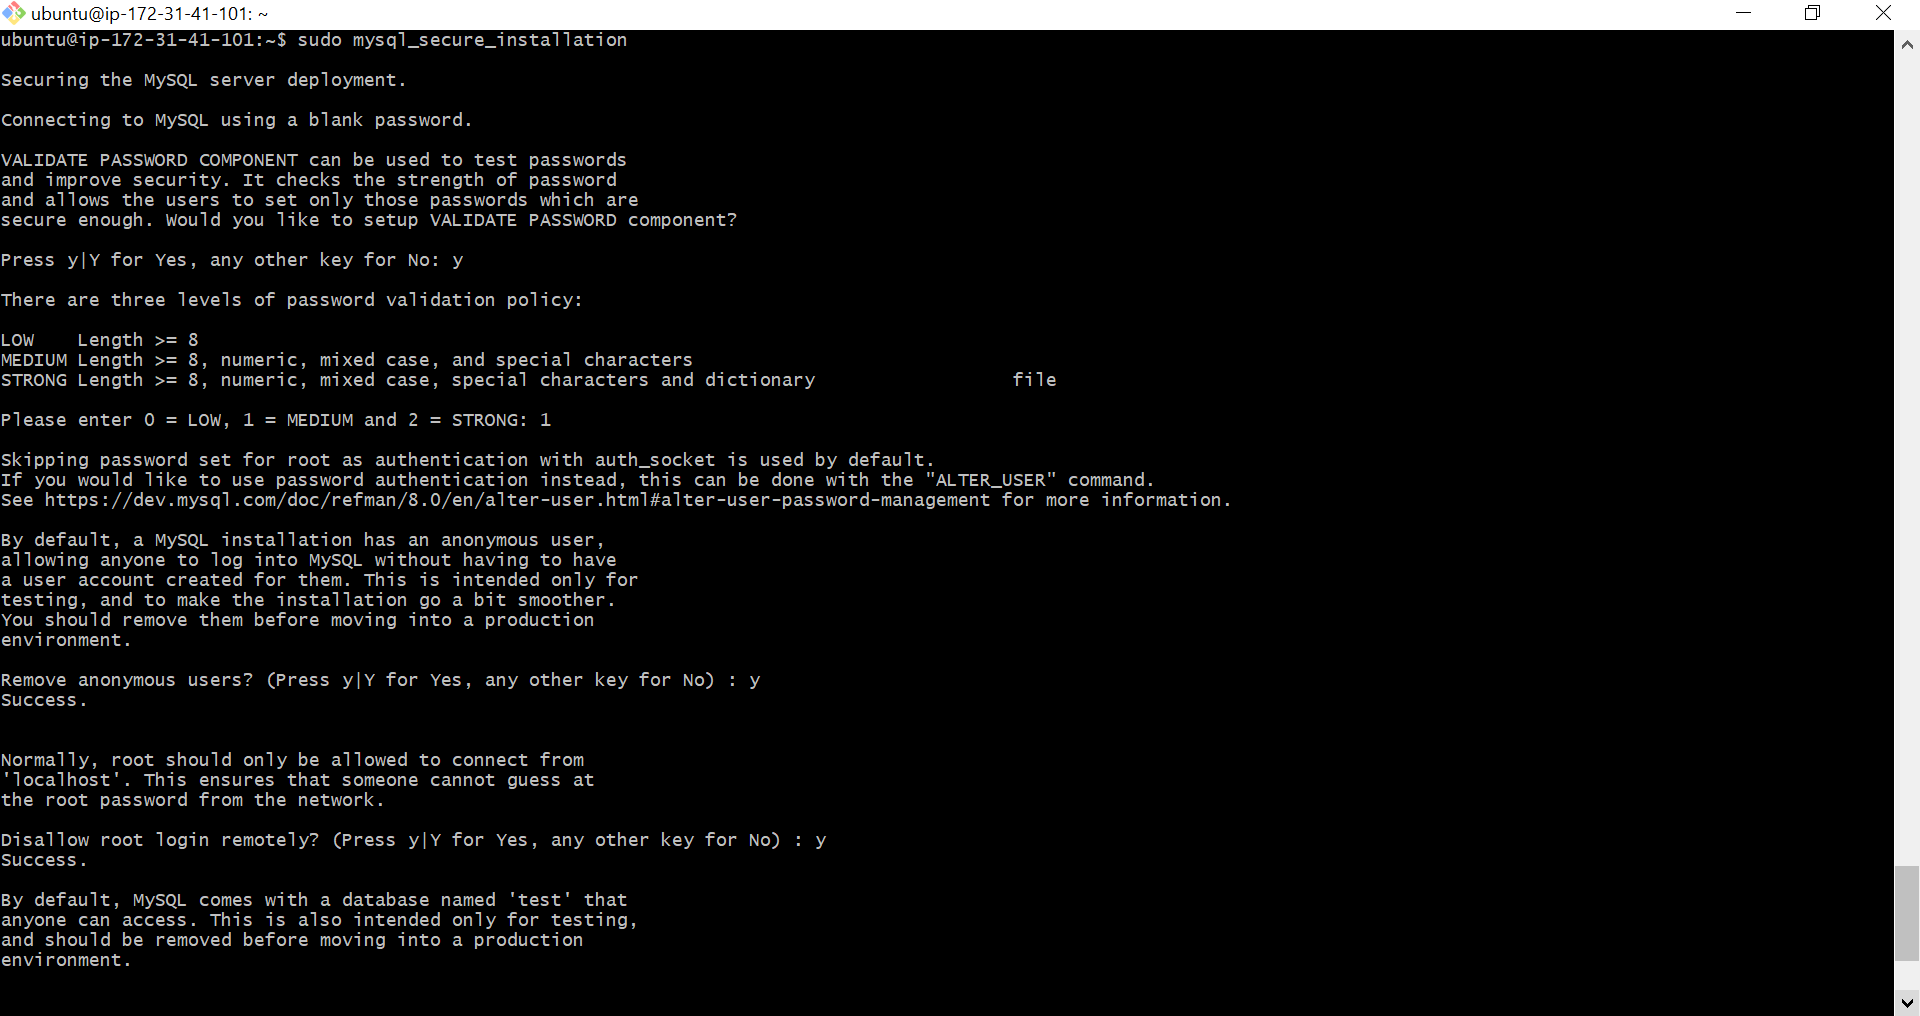 ubuntu@ip-172-31-41-101: ~
ubuntu@ip-172-31-41-101:~$ sudo mysql_secure_installation
Securing the MySQL server deployment.
Connecting to MySQL using a blank password.
VALIDATE PASSWORD COMPONENT can be used to test passwords
and improve security. It checks the strength of password
and allows the users to set only those passwords which are
secure enough. Would you like to setup VALIDATE PASSWORD component?
Press y|Y for Yes, any other key for No: y
There are three levels of password validation policy:
LOW    Length >= 8
MEDIUM Length >= 8, numeric, mixed case, and special characters
STRONG Length >= 8, numeric, mixed case, special characters and dictionary                  file
Please enter 0 = LOW, 1 = MEDIUM and 2 = STRONG: 1
Skipping password set for root as authentication with auth_socket is used by default.
If you would like to use password authentication instead, this can be done with the "ALTER_USER" command.
See https://dev.mysql.com/doc/refman/8.0/en/alter-user.html#alter-user-password-management for more information.
By default, a MySQL installation has an anonymous user,
allowing anyone to log into MySQL without having to have
a user account created for them. This is intended only for
testing, and to make the installation go a bit smoother.
You should remove them before moving into a production
environment.
Remove anonymous users? (Press y|Y for Yes, any other key for No) : y
Success.
Normally, root should only be allowed to connect from
'localhost'. This ensures that someone cannot guess at
the root password from the network.
Disallow root login remotely? (Press y|Y for Yes, any other key for No) : y
Success.
By default, MySQL comes with a database named 'test' that
anyone can access. This is also intended only for testing,
and should be removed before moving into a production
environment.